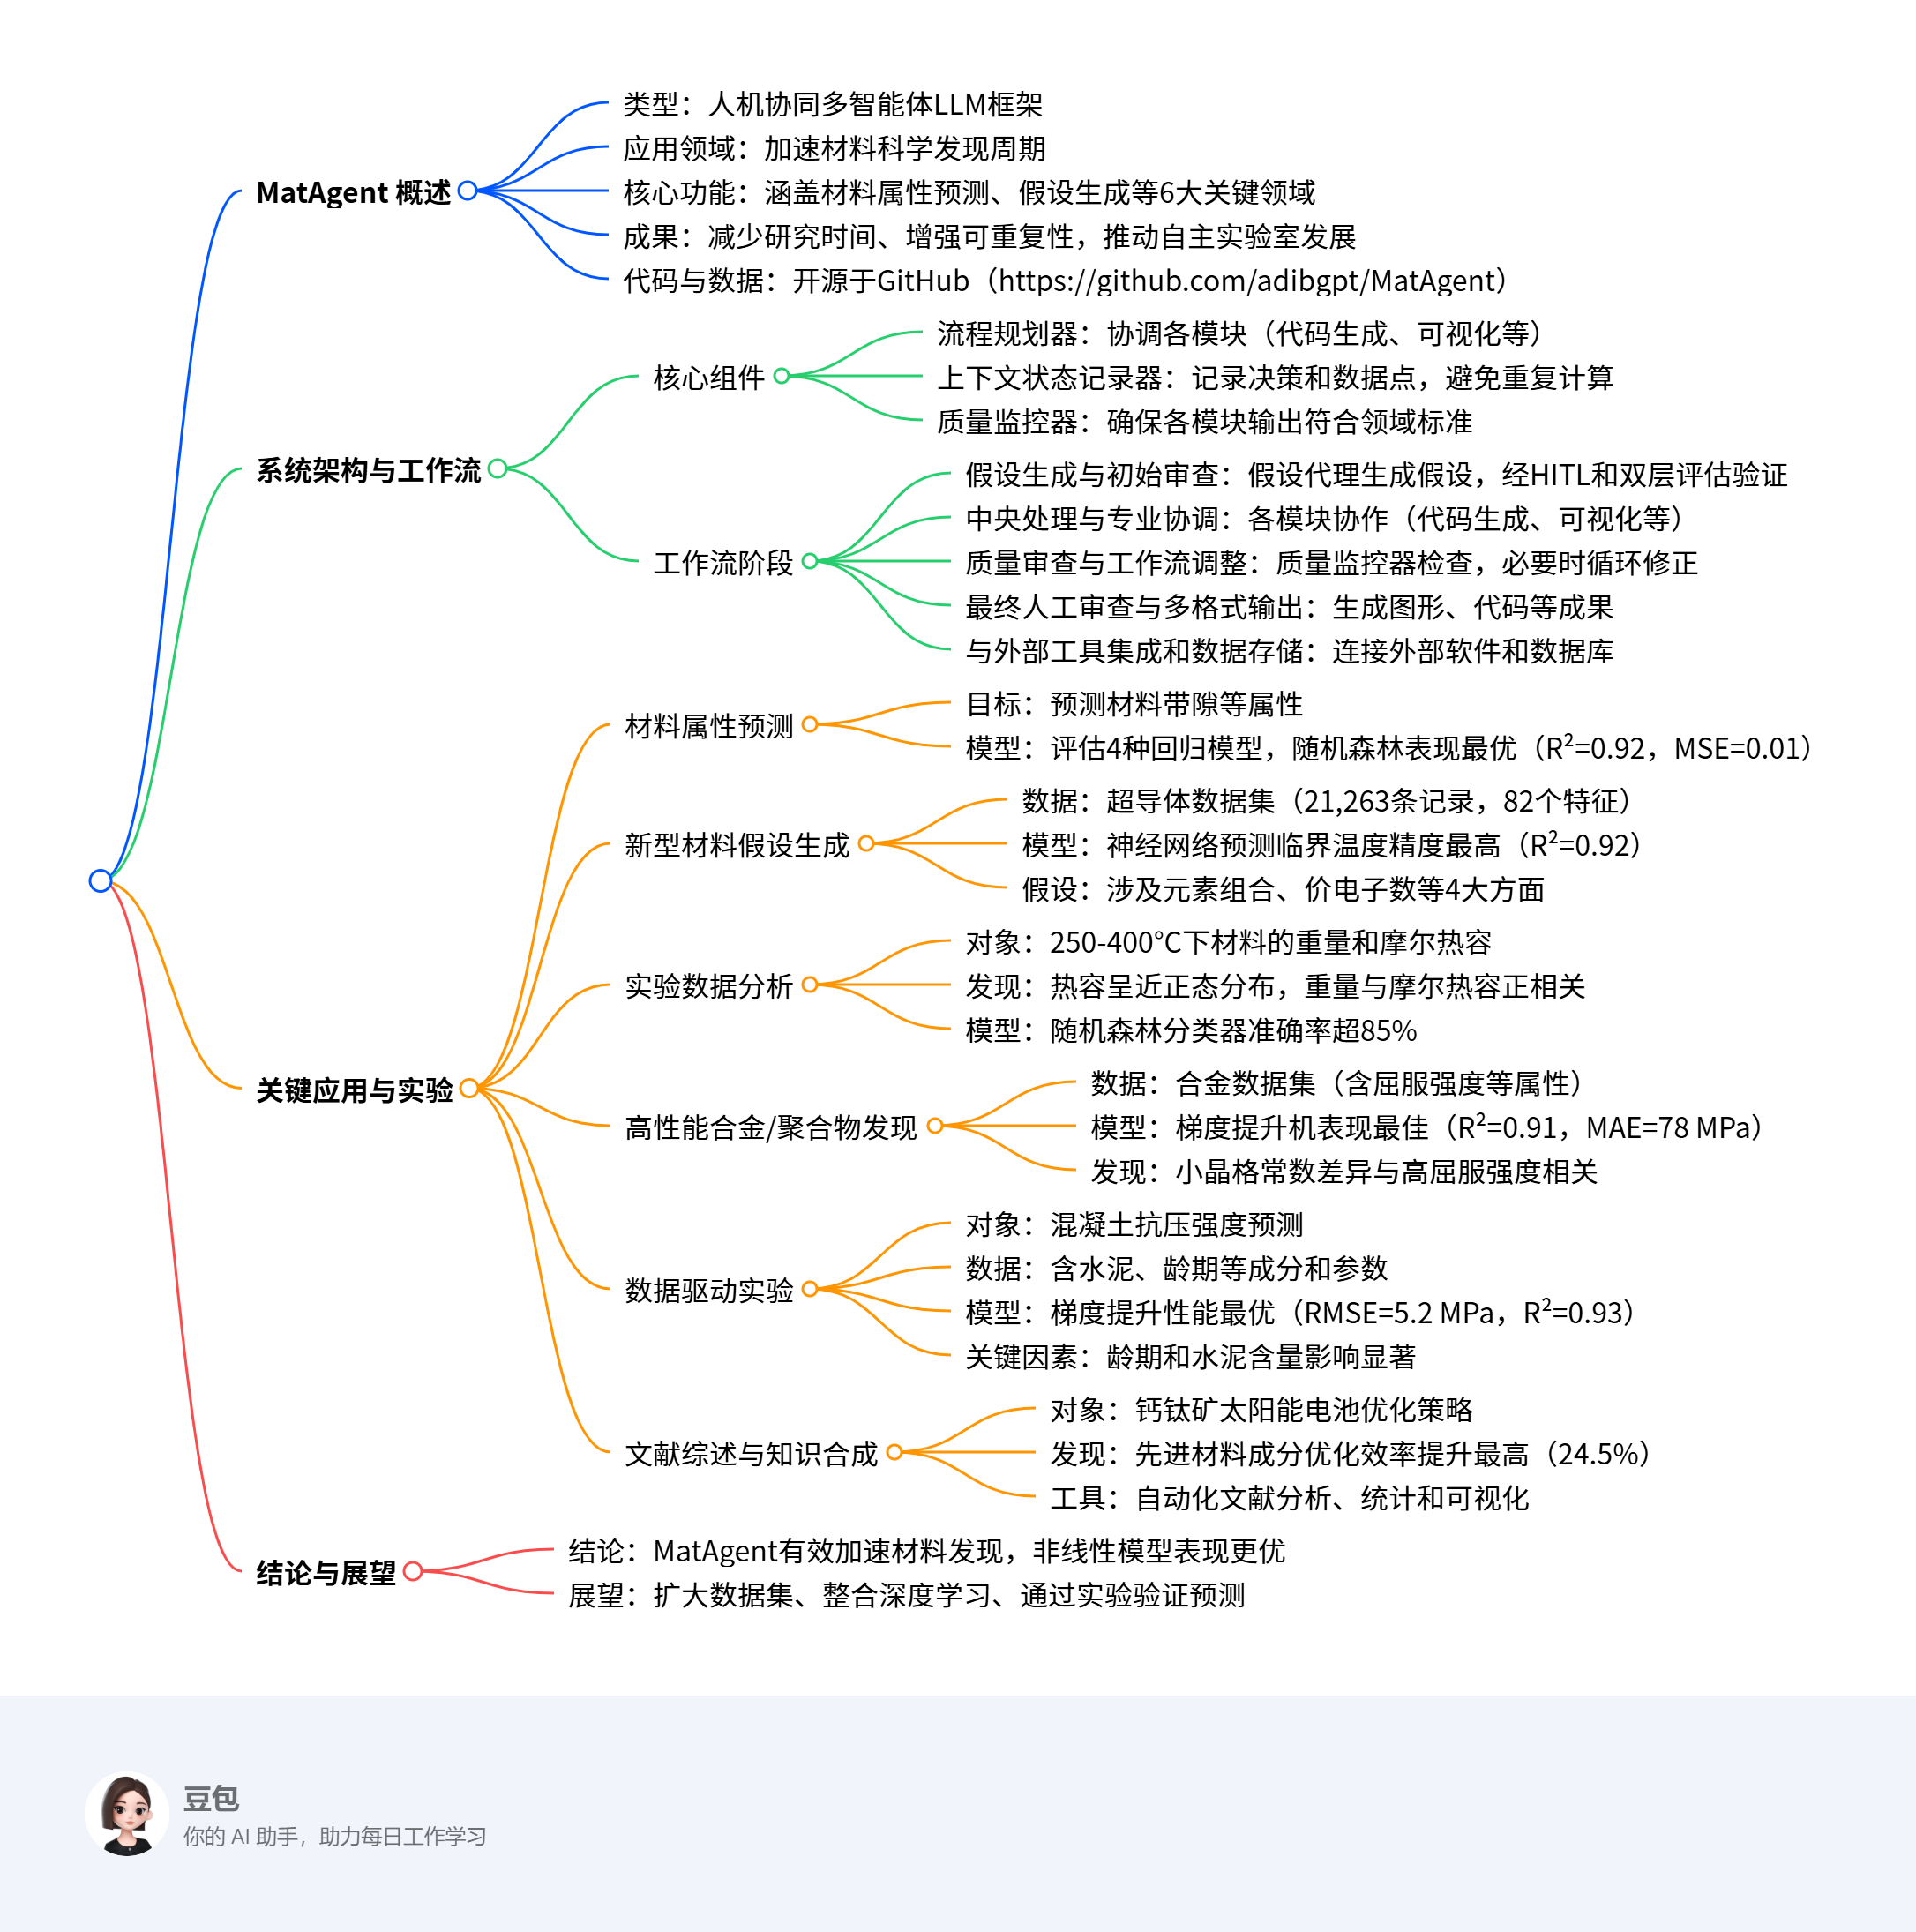 MatAgent 概述
类型：人机协同多智能体LLM框架
应用领域：加速材料科学发现周期
核心功能：涵盖材料属性预测、假设生成等6大关键领域
成果：减少研究时间、增强可重复性，推动自主实验室发展
代码与数据：开源于GitHub（https://github.com/adibgpt/MatAgent）
系统架构与工作流
核心组件
流程规划器：协调各模块（代码生成、可视化等）
上下文状态记录器：记录决策和数据点，避免重复计算
质量监控器：确保各模块输出符合领域标准
工作流阶段
假设生成与初始审查：假设代理生成假设，经HITL和双层评估验证
中央处理与专业协调：各模块协作（代码生成、可视化等）
质量审查与工作流调整：质量监控器检查，必要时循环修正
最终人工审查与多格式输出：生成图形、代码等成果
与外部工具集成和数据存储：连接外部软件和数据库
关键应用与实验
材料属性预测
目标：预测材料带隙等属性
模型：评估4种回归模型，随机森林表现最优（R²=0.92，MSE=0.01）
新型材料假设生成
数据：超导体数据集（21,263条记录，82个特征）
模型：神经网络预测临界温度精度最高（R²=0.92）
假设：涉及元素组合、价电子数等4大方面
实验数据分析
对象：250-400℃下材料的重量和摩尔热容
发现：热容呈近正态分布，重量与摩尔热容正相关
模型：随机森林分类器准确率超85%
高性能合金/聚合物发现
数据：合金数据集（含屈服强度等属性）
模型：梯度提升机表现最佳（R²=0.91，MAE=78 MPa）
发现：小晶格常数差异与高屈服强度相关
数据驱动实验
对象：混凝土抗压强度预测
数据：含水泥、龄期等成分和参数
模型：梯度提升性能最优（RMSE=5.2 MPa，R²=0.93）
关键因素：龄期和水泥含量影响显著
文献综述与知识合成
对象：钙钛矿太阳能电池优化策略
发现：先进材料成分优化效率提升最高（24.5%）
工具：自动化文献分析、统计和可视化
结论与展望
结论：MatAgent有效加速材料发现，非线性模型表现更优
展望：扩大数据集、整合深度学习、通过实验验证预测
豆包
你的 AI 助手，助力每日工作学习